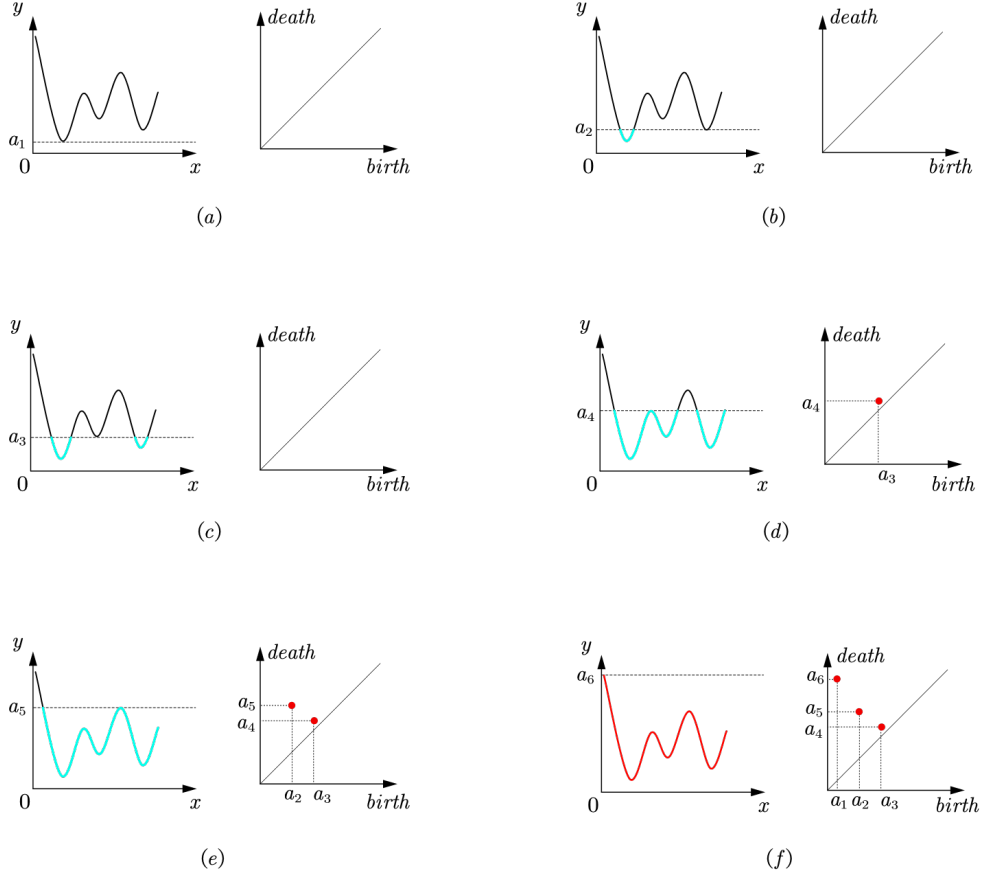 y
death
a₁
0
x
birth
(a)
y
death
a₂
0
x
birth
(b)
y
death
a₃
0
x
birth
(c)
y
death
a₄
0
x
a₄
a₃
birth
(d)
y
death
a₅
0
x
a₅
a₄
a₂ a₃ birth
(e)
y
death
a₆
0
x
a₆
a₅
a₄
a₁ a₂ a₃ birth
(f)